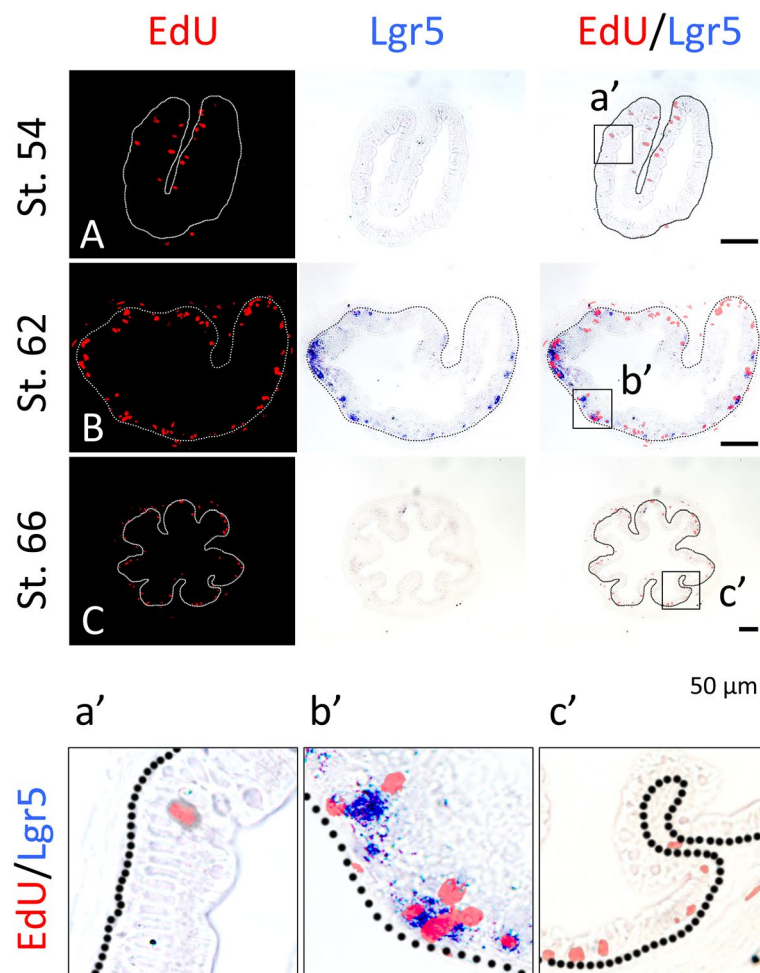 EdU Lgr5 EdU/Lgr5
St. 54
A
a’
St. 62
B
b’
St. 66
C
c’
50 μm
a’ b’ c’
EdU/Lgr5